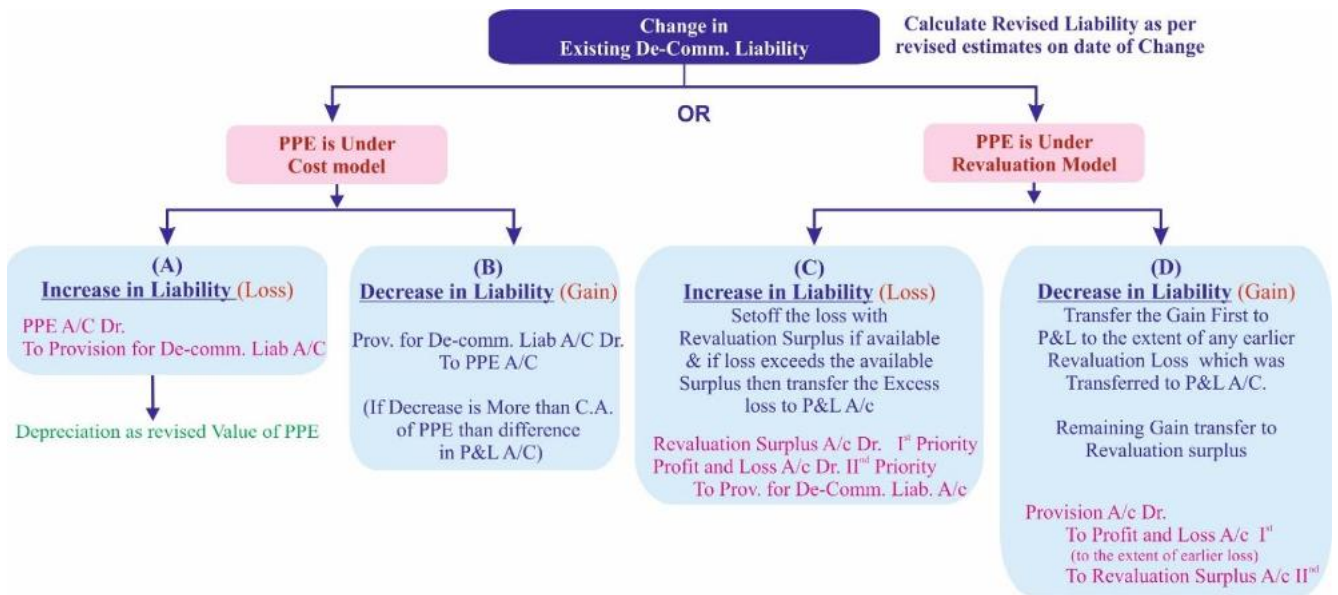 Change in
Existing De-Comm. Liability
Calculate Revised Liability as per
revised estimates on date of Change
OR
PPE is Under
Cost model
PPE is Under
Revaluation Model
(A)
Increase in Liability (Loss)
PPE A/C Dr.
To Provision for De-comm. Liab A/C
Depreciation as revised Value of PPE
(B)
Decrease in Liability (Gain)
Prov. for De-comm. Liab A/C Dr.
To PPE A/C
(If Decrease is More than C.A.
of PPE than difference
in P&L A/C)
(C)
Increase in Liability (Loss)
Setoff the loss with
Revaluation Surplus if available
& if loss exceeds the available
Surplus then transfer the Excess
loss to P&L A/c
Revaluation Surplus A/c Dr. Ist Priority
Profit and Loss A/c Dr. IInd Priority
To Prov. for De-Comm. Liab. A/c
(D)
Decrease in Liability (Gain)
Transfer the Gain First to
P&L to the extent of any earlier
Revaluation Loss which was
Transferred to P&L A/C.
Remaining Gain transfer to
Revaluation surplus
Provision A/c Dr.
To Profit and Loss A/c Ist
(to the extent of earlier loss)
To Revaluation Surplus A/c IInd